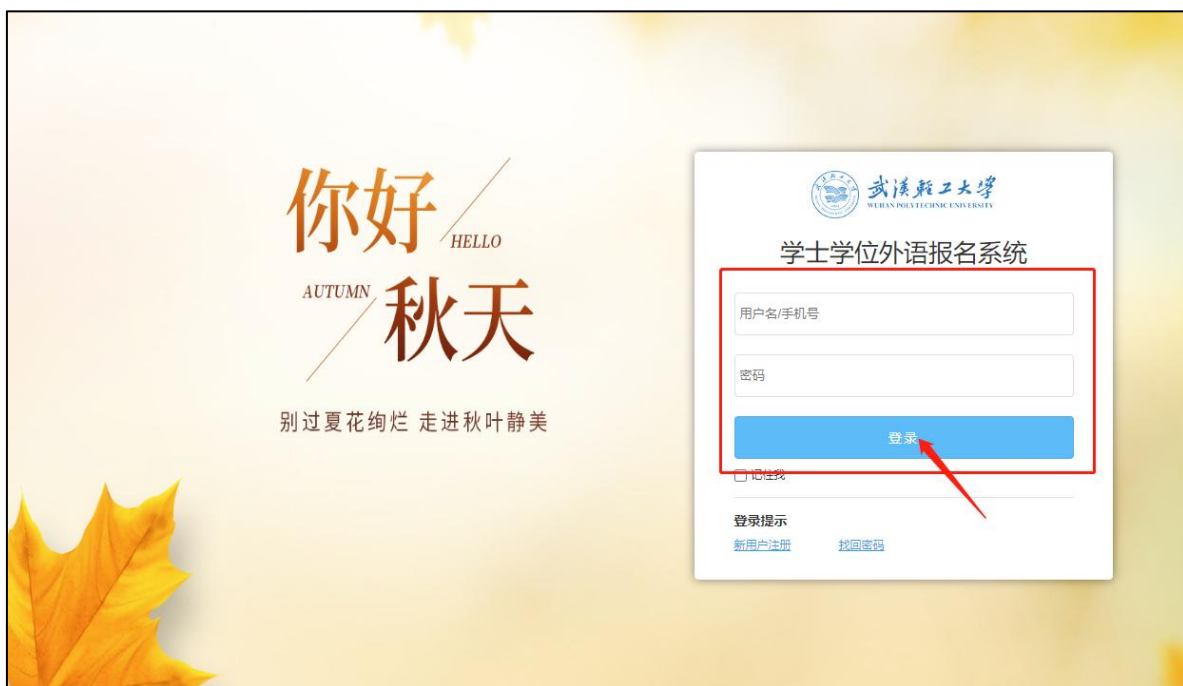 你好
HELLO
AUTUMN
秋天
别过夏花绚烂 走进秋叶静美
武汉轻工大学
WUHAN POLYTECHNIC UNIVERSITY
学士学位外语报名系统
用户名/手机号
密码
登录
记住我
登录提示
新用户注册 找回密码